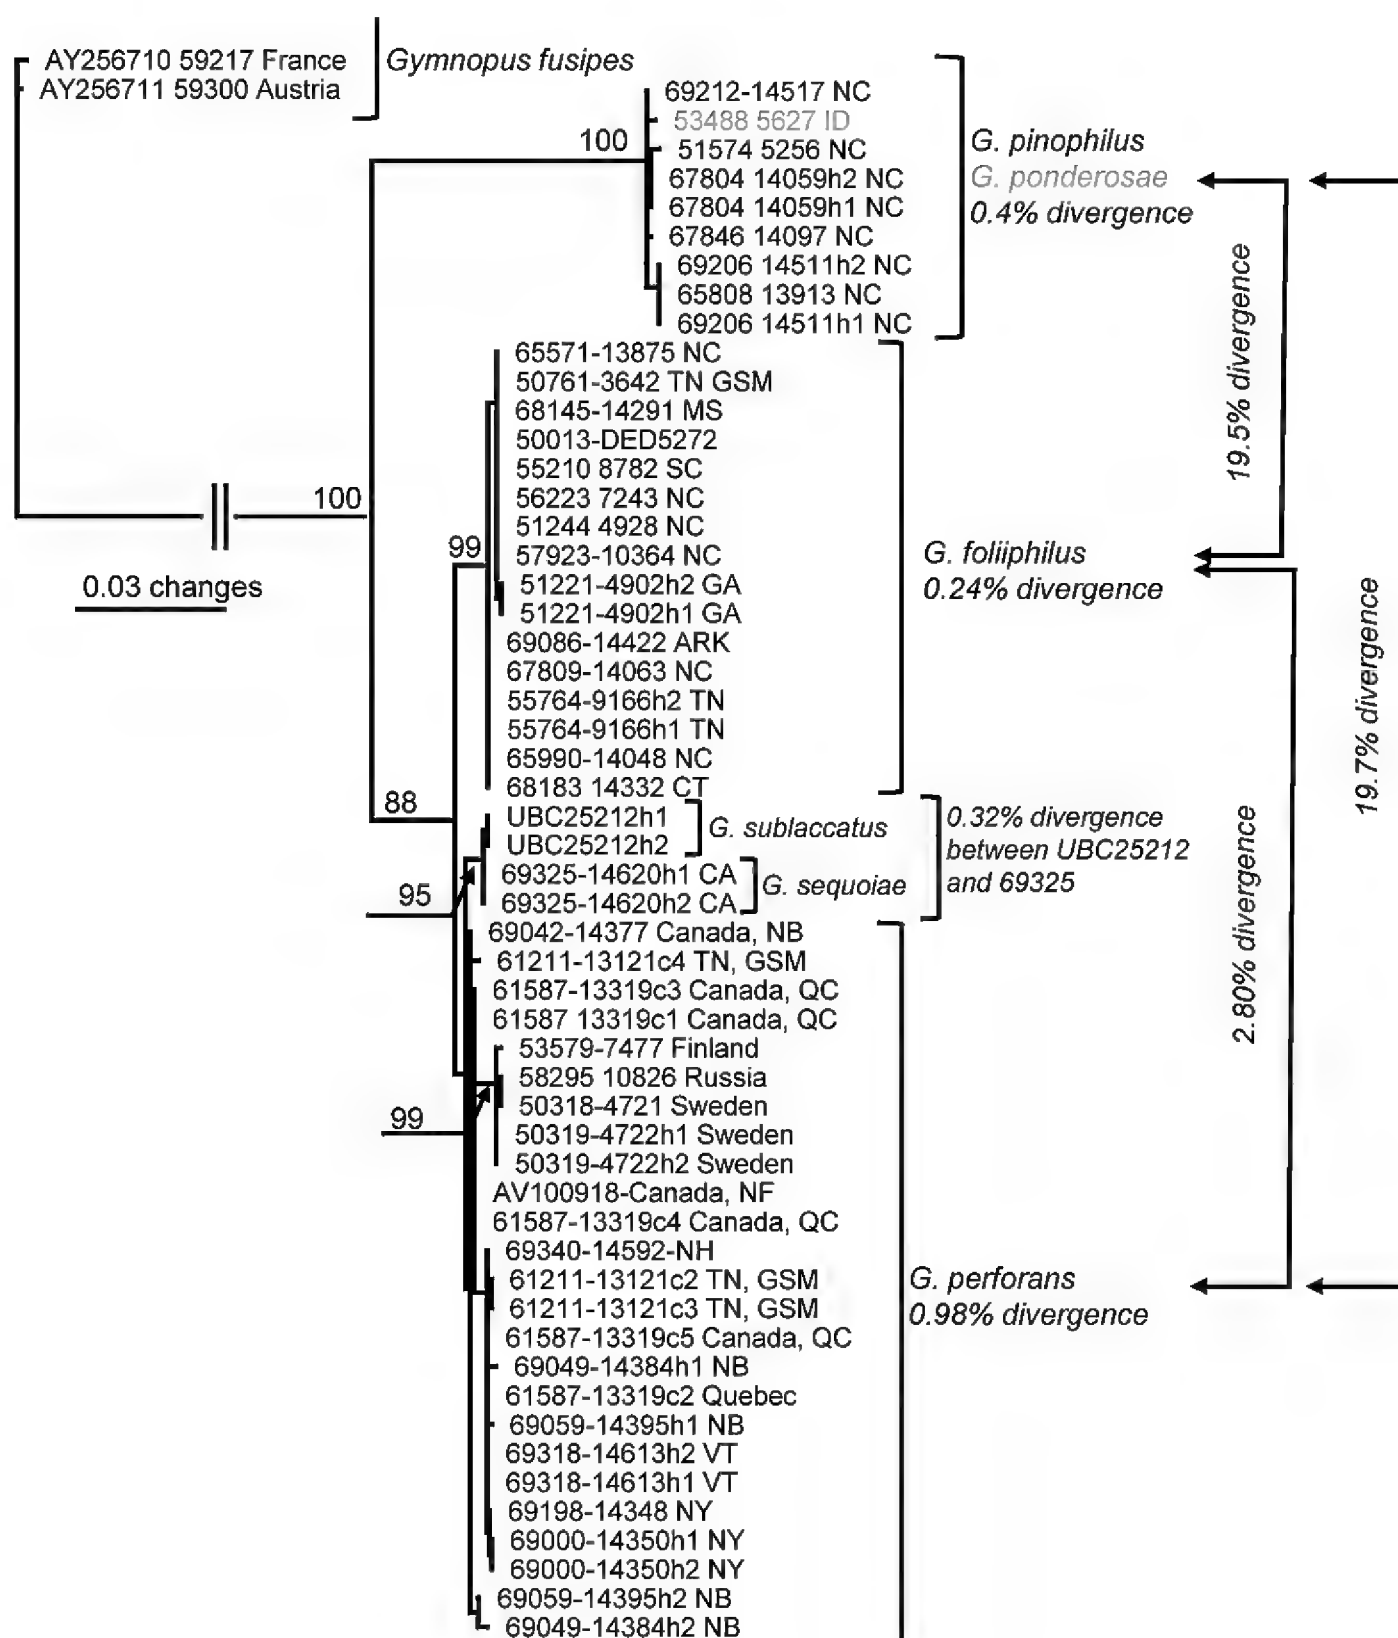 AY256710 59217 France
AY256711 59300 Austria
Gymnopus fusipes
69212-14517 NC
53488 5627 ID
51574 5256 NC
67804 14059h2 NC
67804 14059h1 NC
67846 14097 NC
69206 14511h2 NC
65808 13913 NC
69206 14511h1 NC
100
G. pinophilus
G. ponderosae
0.4% divergence
65571-13875 NC
50761-3642 TN GSM
68145-14291 MS
50013-DED5272
55210 8782 SC
56223 7243 NC
51244 4928 NC
57923-10364 NC
51221-4902h2 GA
51221-4902h1 GA
69086-14422 ARK
67809-14063 NC
55764-9166h2 TN
55764-9166h1 TN
65990-14048 NC
68183 14332 CT
100
99
0.03 changes
G. foliiphilus
0.24% divergence
19.5% divergence
19.7% divergence
2.80% divergence
88
UBC25212h1
UBC25212h2
G. sublaccatus
69325-14620h1 CA
69325-14620h2 CA
G. sequoiae
0.32% divergence
between UBC25212
and 69325
95
69042-14377 Canada, NB
61211-13121c4 TN, GSM
61587-13319c3 Canada, QC
61587 13319c1 Canada, QC
53579-7477 Finland
58295 10826 Russia
50318-4721 Sweden
50319-4722h1 Sweden
50319-4722h2 Sweden
99
AV100918-Canada, NF
61587-13319c4 Canada, QC
69340-14592-NH
61211-13121c2 TN, GSM
61211-13121c3 TN, GSM
61587-13319c5 Canada, QC
69049-14384h1 NB
61587-13319c2 Quebec
69059-14395h1 NB
69318-14613h2 VT
69318-14613h1 VT
69198-14348 NY
69000-14350h1 NY
69000-14350h2 NY
69059-14395h2 NB
69049-14384h2 NB
G. perforans
0.98% divergence